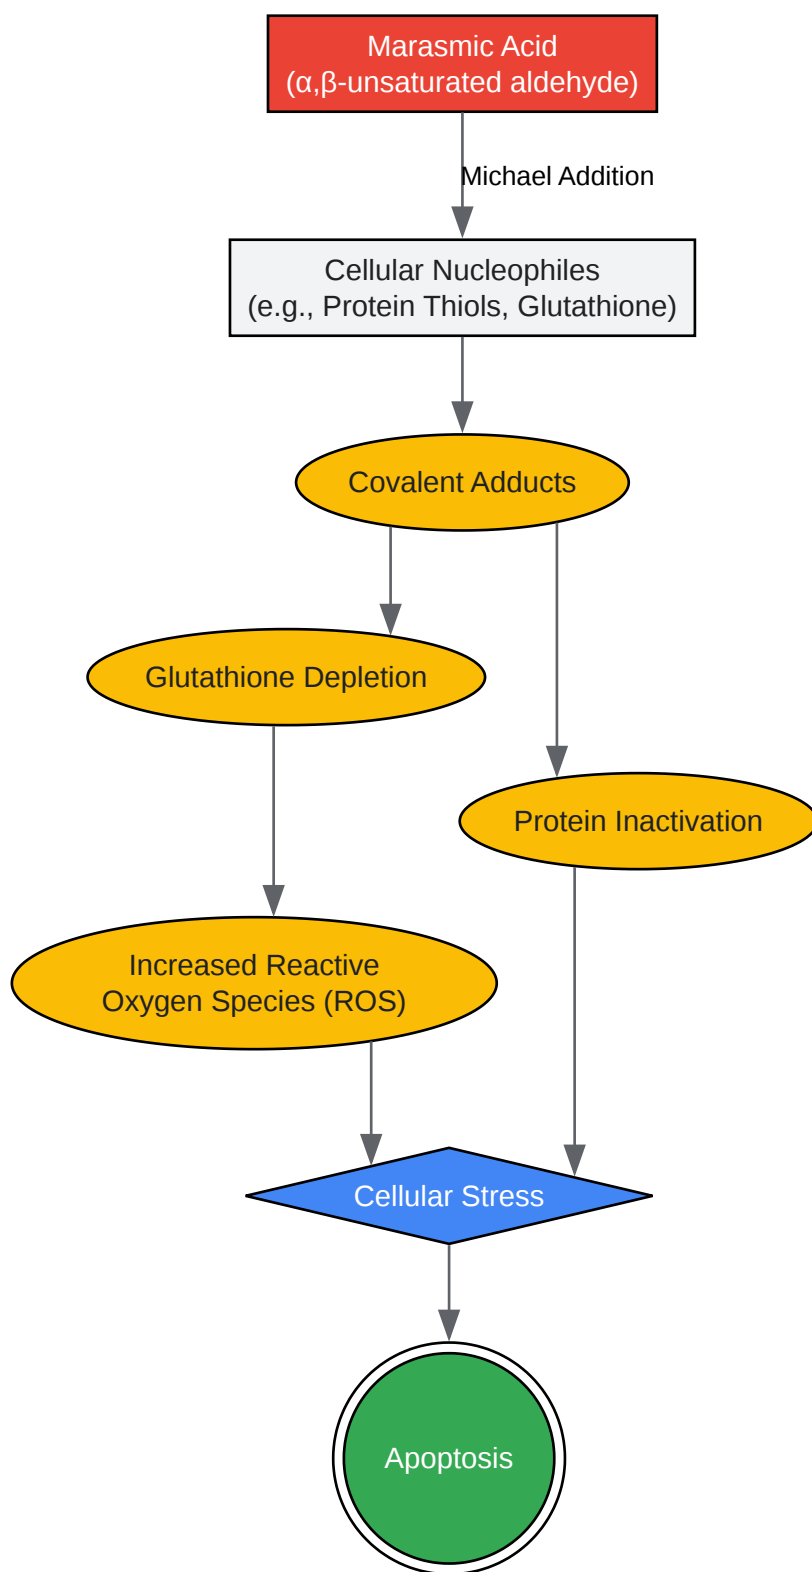 Marasmic Acid
(α,β-unsaturated aldehyde)
Michael Addition
Cellular Nucleophiles
(e.g., Protein Thiols, Glutathione)
Covalent Adducts
Glutathione Depletion
Protein Inactivation
Increased Reactive
Oxygen Species (ROS)
Cellular Stress
Apoptosis